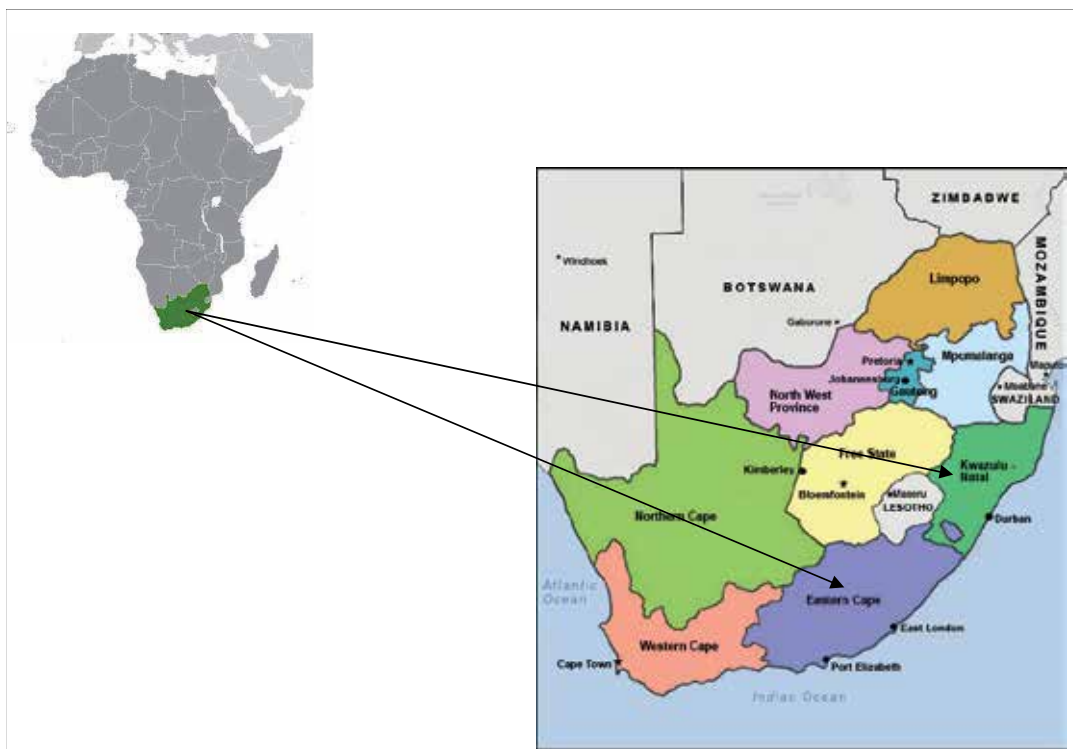 ZIMBABWE
MOZAMBIQUE
Windhoek
Limpopo
BOTSWANA
NAMIBIA
Gaborone
Pretoria
Mpumalanga
Maputo
Johannesburg
Gauteng
Mbabane
SWAZILAND
North West
Province
Free State
Kwazulu -
Natal
Kimberley
Bloemfontein
Maseru
LESOTHO
Northern Cape
Durban
Atlantic
Ocean
Eastern Cape
East London
Western Cape
Cape Town
Port Elizabeth
Indian Ocean